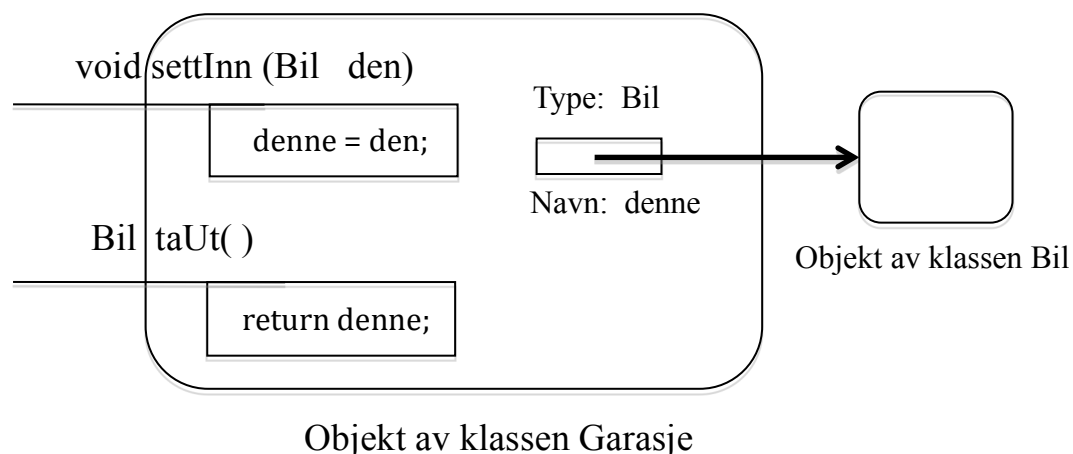 void settInn (Bil den)
denne = den;
Type: Bil
Navn: denne
Bil taUt( )
return denne;
Objekt av klassen Bil
Objekt av klassen Garasje